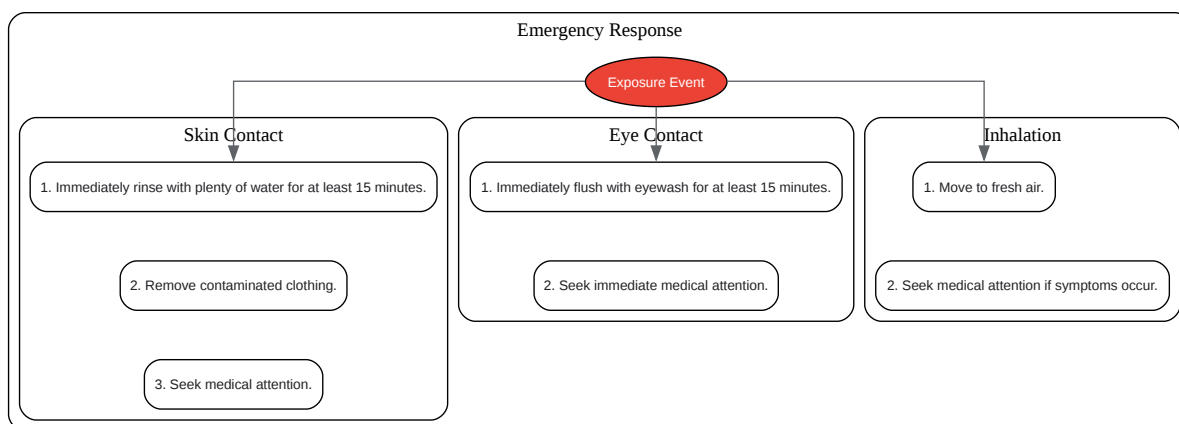 Emergency Response
Exposure Event
Skin Contact
1. Immediately rinse with plenty of water for at least 15 minutes.
2. Remove contaminated clothing.
3. Seek medical attention.
Eye Contact
1. Immediately flush with eyewash for at least 15 minutes.
2. Seek immediate medical attention.
Inhalation
1. Move to fresh air.
2. Seek medical attention if symptoms occur.